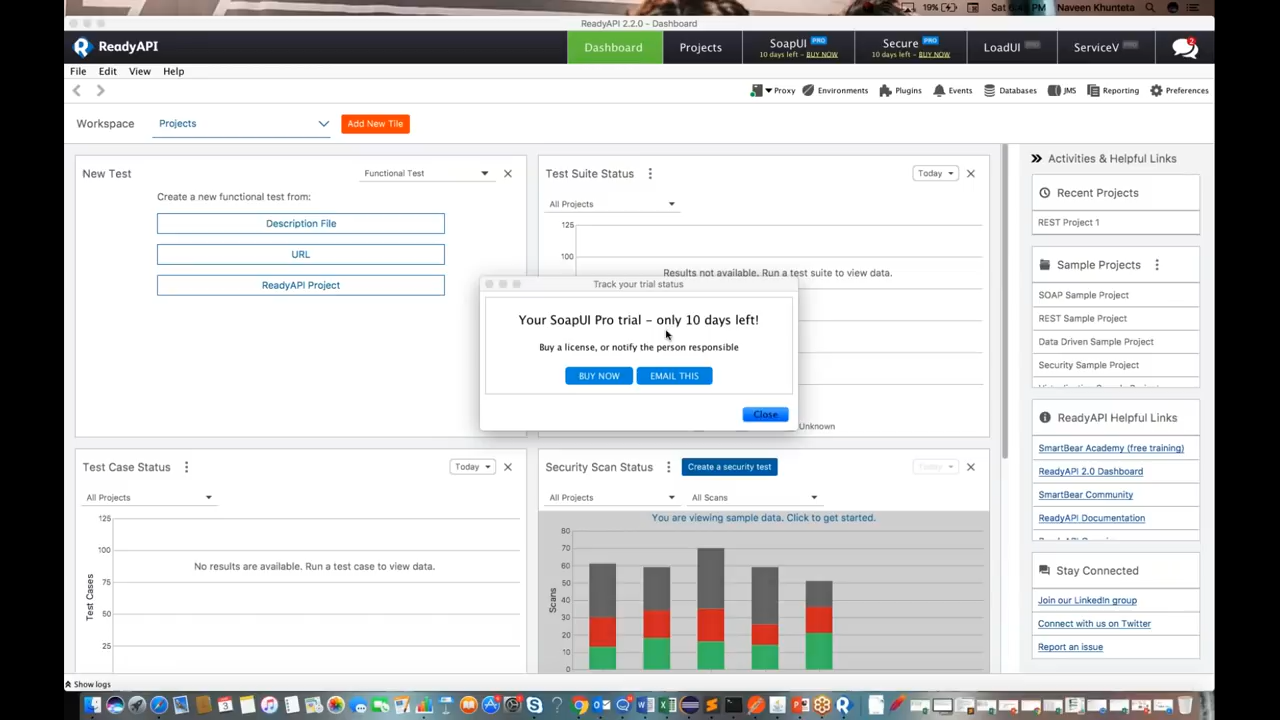 19%
Sat
Naveen Khunteta
ReadyAPI 2.2.0 - Dashboard
ReadyAPI
Dashboard
Projects
SoapUI PRO
10 days left - BUY NOW
Secure PRO
10 days left - BUY NOW
LoadUI
ServiceV
2
File Edit View Help
Proxy
Environments
Plugins
Events
Databases
JMS
Reporting
Preferences
Workspace
Projects
Add New Tile
New Test
Functional Test
Create a new functional test from:
Description File
URL
ReadyAPI Project
Test Suite Status
Today
All Projects
125
100
Results not available. Run a test suite to view data.
Unknown
Track your trial status
Your SoapUI Pro trial - only 10 days left!
Buy a license, or notify the person responsible
BUY NOW
EMAIL THIS
Close
Test Case Status
Today
All Projects
125
100
75
50
25
Test Cases
No results are available. Run a test case to view data.
Security Scan Status
Create a security test
Today
All Projects
All Scans
You are viewing sample data. Click to get started.
80
70
60
50
40
30
20
10
0
Scans
Activities & Helpful Links
Recent Projects
REST Project 1
Sample Projects
SOAP Sample Project
REST Sample Project
Data Driven Sample Project
Security Sample Project
ReadyAPI Helpful Links
SmartBear Academy (free training)
ReadyAPI 2.0 Dashboard
SmartBear Community
ReadyAPI Documentation
Stay Connected
Join our LinkedIn group
Connect with us on Twitter
Report an issue
Show logs